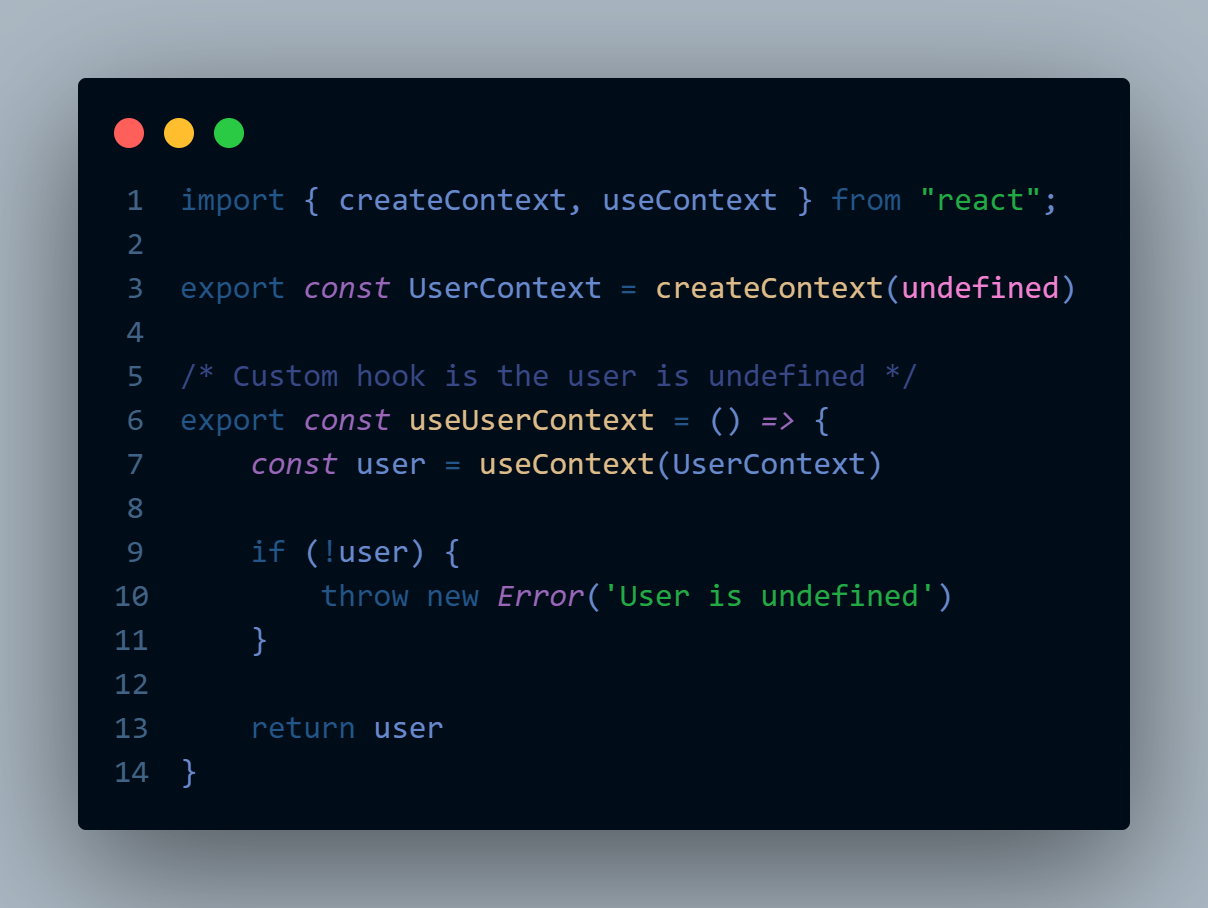 1 import { createContext, useContext } from "react";
2
3 export const UserContext = createContext(undefined)
4
5 /* Custom hook is the user is undefined */
6 export const useUserContext = () => {
7     const user = useContext(UserContext)
8
9     if (!user) {
10         throw new Error('User is undefined')
11     }
12
13     return user
14 }